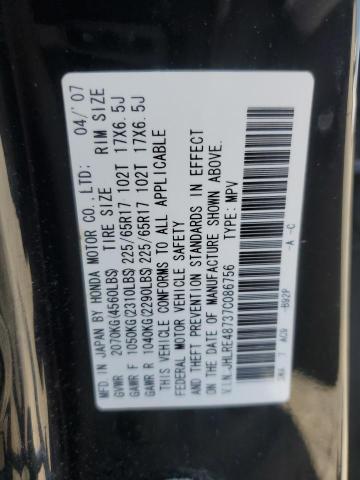 MFD. IN JAPAN BY HONDA MOTOR CO.,LTD: 04/'07
GVWR 2070KG(4560LBS) TIRE SIZE RIM SIZE
GAWR F 1050KG(2310LBS)225/65R17 102T 17X6.5J
GAWR R 1040KG(2290LBS)225/65R17 102T 17X6.5J
THIS VEHICLE CONFORMS TO ALL APPLICABLE
FEDERAL MOTOR VEHICLE SAFETY
AND THEFT PREVENTION STANDARDS IN EFFECT
ON THE DATE OF MANUFACTURE SHOWN ABOVE.
V.I.N.:JHLRE48737C086756 TYPE: MPV
-A -C
7 AC9 -B92P